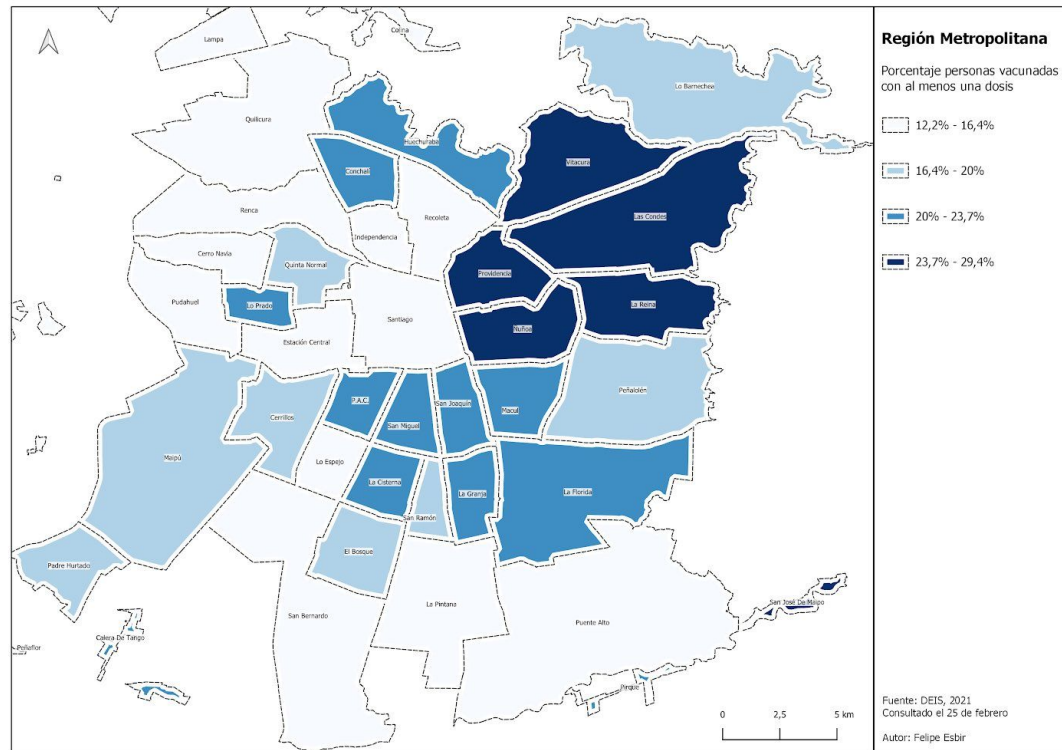 Región Metropolitana
Porcentaje personas vacunadas
con al menos una dosis
12,2% - 16,4%
16,4% - 20%
20% - 23,7%
23,7% - 29,4%
Lampa
Colina
Lo Barnechea
Quilicura
Huechuraba
Vitacura
Conchalí
Renca
Recoleta
Las Condes
Independencia
Cerro Navia
Quinta Normal
Providencia
Pudahuel
Lo Prado
La Reina
Santiago
Ñuñoa
Estación Central
Peñalolén
P.A.C.
San Joaquín
Macul
Cerrillos
San Miguel
Maipú
Lo Espejo
La Cisterna
La Granja
La Florida
San Ramón
El Bosque
Padre Hurtado
San José De Maipo
La Pintana
San Bernardo
Puente Alto
Calera De Tango
Peñaflor
Pirque
0 2,5 5 km
Fuente: DEIS, 2021
Consultado el 25 de febrero
Autor: Felipe Esbir